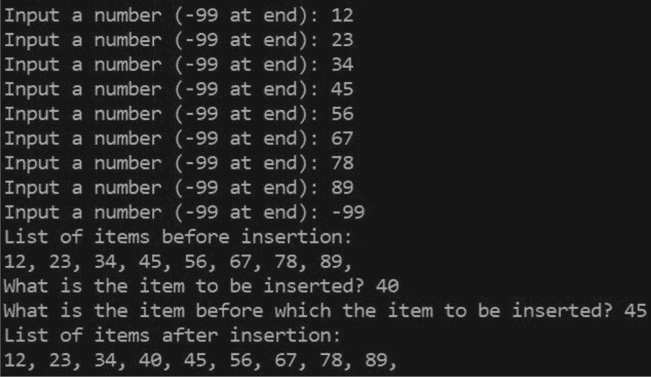 Input a number (-99 at end): 12
Input a number (-99 at end): 23
Input a number (-99 at end): 34
Input a number (-99 at end): 45
Input a number (-99 at end): 56
Input a number (-99 at end): 67
Input a number (-99 at end): 78
Input a number (-99 at end): 89
Input a number (-99 at end): -99
List of items before insertion:
12, 23, 34, 45, 56, 67, 78, 89,
What is the item to be inserted? 40
What is the item before which the item to be inserted? 45
List of items after insertion:
12, 23, 34, 40, 45, 56, 67, 78, 89,